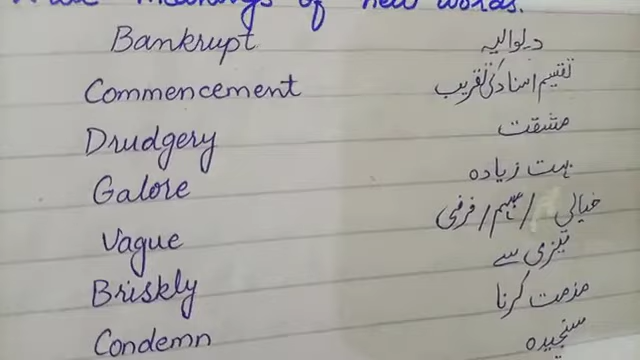 meanings of new words.
Bankrupt دیوالیہ
Commencement تقسیم اسناد کی تقریب
Drudgery مشقت
Galore بہت زیادہ
Vague خیالی / مبہم / فرضی
Briskly تیزی سے
Condemn مذمت کرنا
سنجیدہ